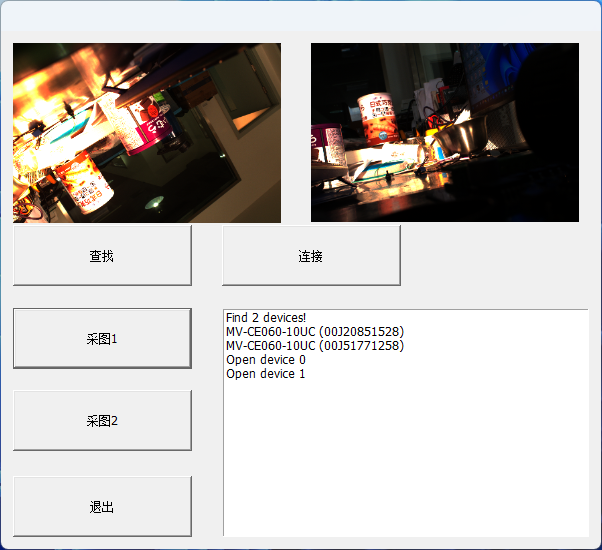 查找
连接
采图1
采图2
退出
Find 2 devices!
MV-CE060-10UC (00J20851528)
MV-CE060-10UC (00J51771258)
Open device 0
Open device 1